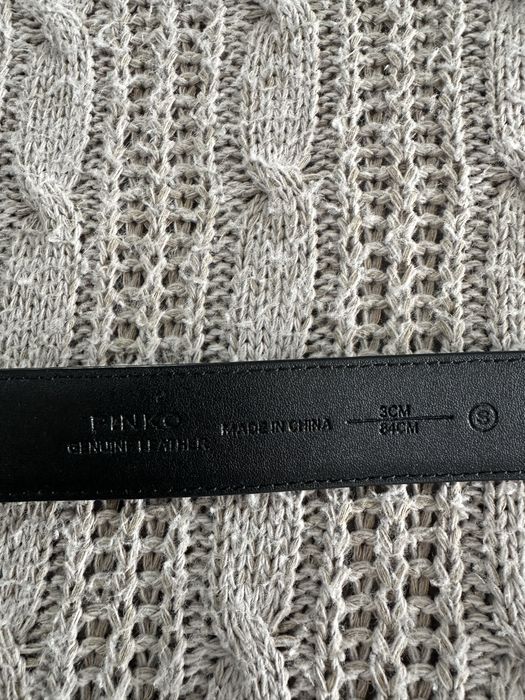 PINKO
GENUINE LEATHER
MADE IN CHINA
3CM
84CM
S